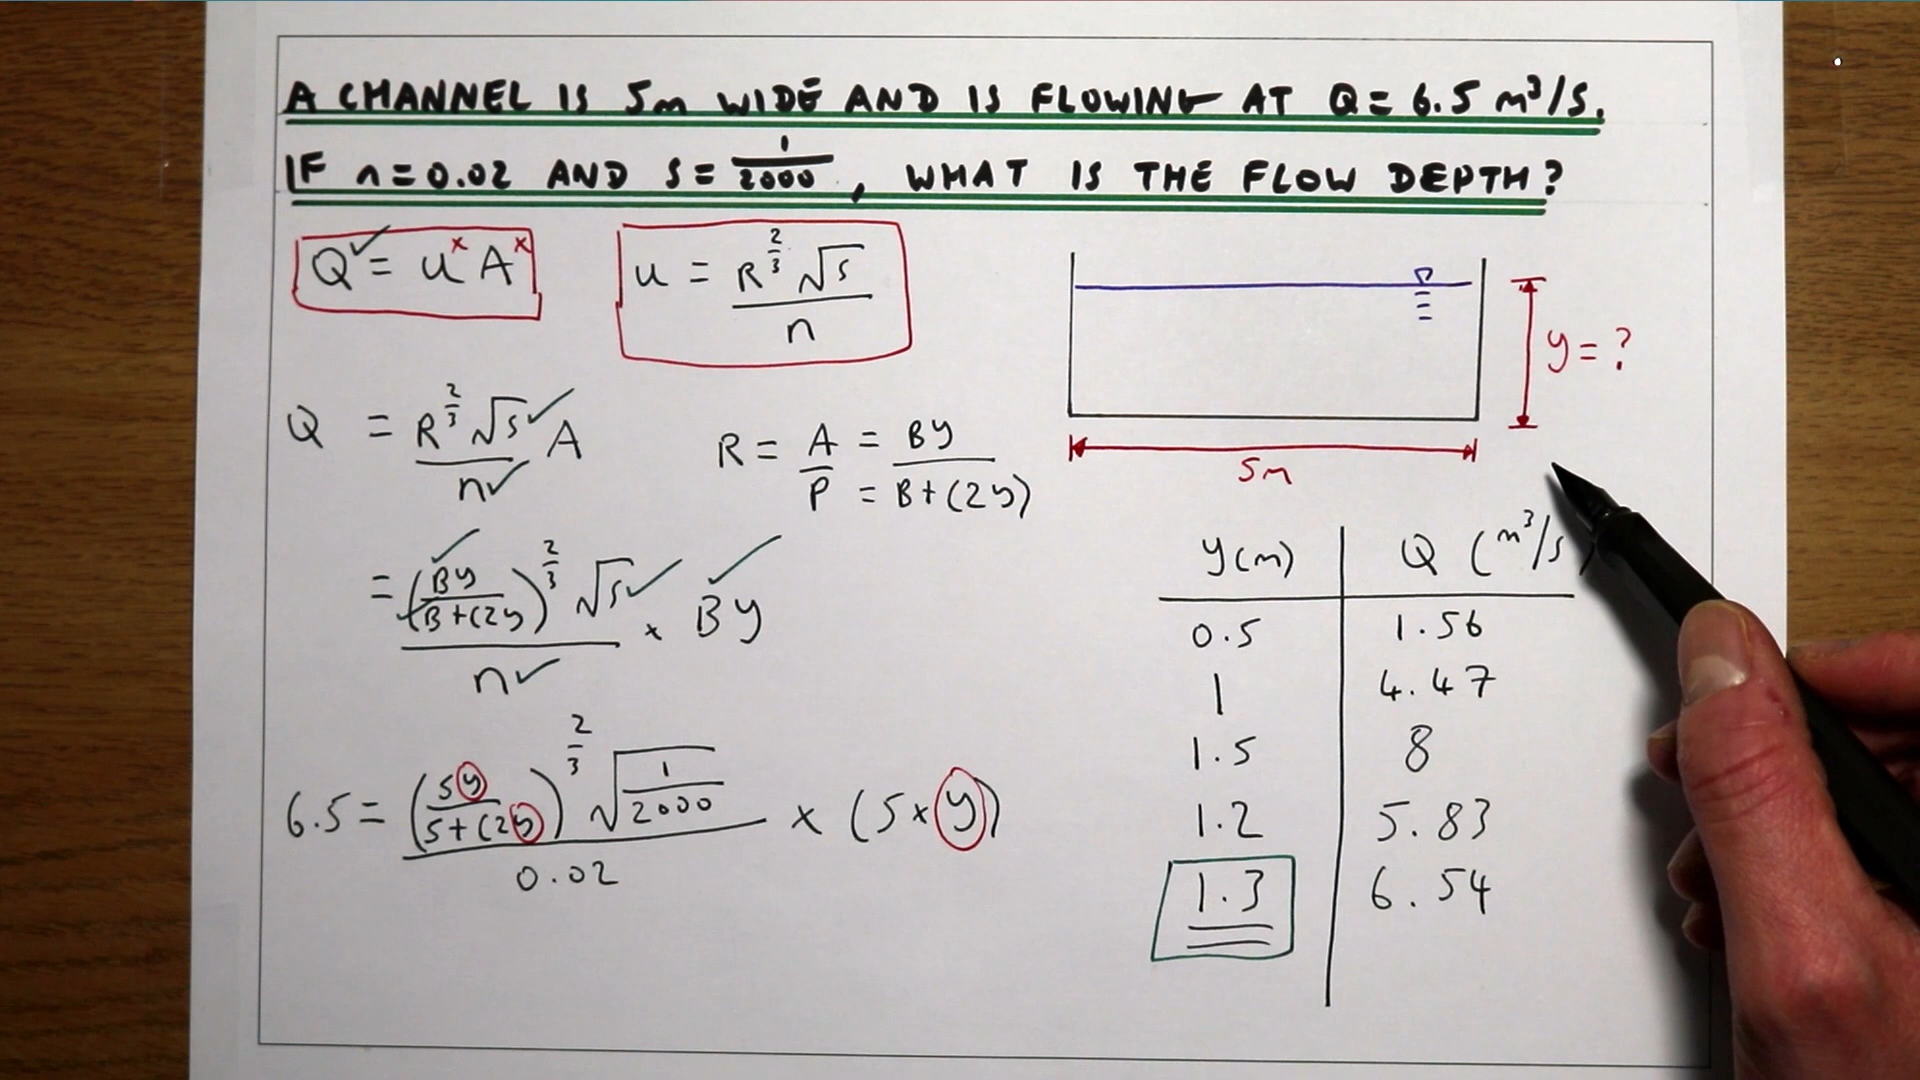 A CHANNEL IS 5m WIDE AND IS FLOWING AT Q = 6.5 m³/s.
IF n = 0.02 AND S = 1/2000, WHAT IS THE FLOW DEPTH?
Q ✓ = u x A x
u = R^(2/3) √s / n
y = ?
5m
Q = R^(2/3) √s ✓ / n ✓ A
R = A/P = By
= B + (2y)
= (By ✓ / B + (2y))^(2/3) √s ✓ / n ✓ × By ✓
6.5 = (5y / 5 + (2y))^(2/3) √(1/2000) / 0.02 × (5 × y)
y (m) Q (m³/s
0.5 1.56
1 4.47
1.5 8
1.2 5.83
1.3 6.54